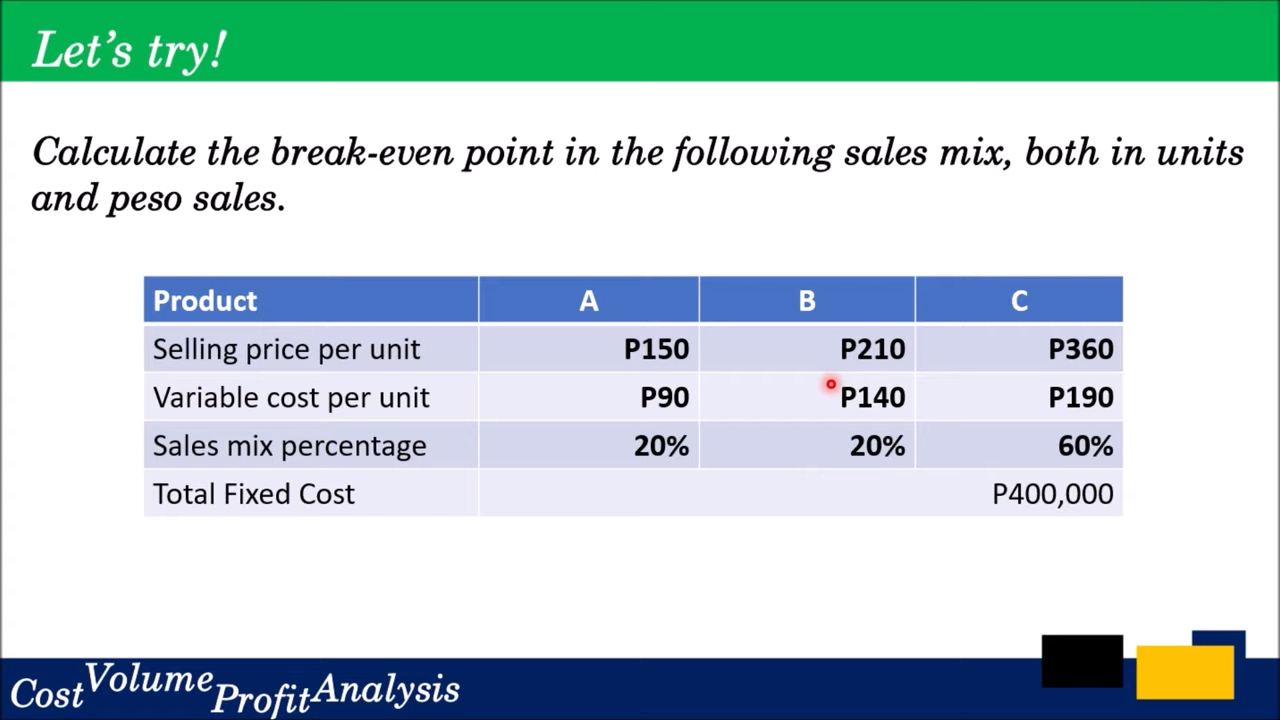 Let's try!
Calculate the break-even point in the following sales mix, both in units
and peso sales.
Product A B C
Selling price per unit P150 P210 P360
Variable cost per unit P90 P140 P190
Sales mix percentage 20% 20% 60%
Total Fixed Cost P400,000
Cost Volume Profit Analysis